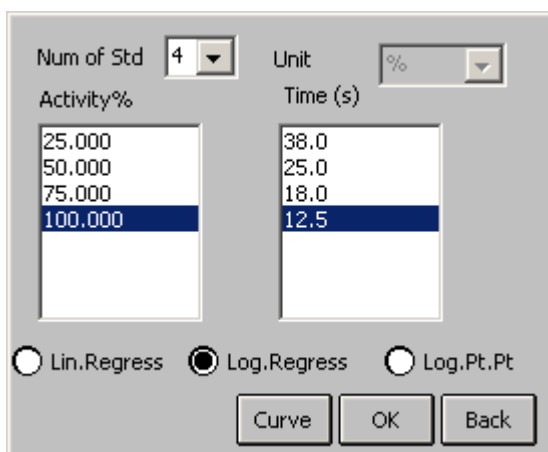 Num of Std 4 Unit %
Activity% Time (s)
25.000 38.0
50.000 25.0
75.000 18.0
100.000 12.5
Lin.Regress Log.Regress Log.Pt.Pt
Curve OK Back